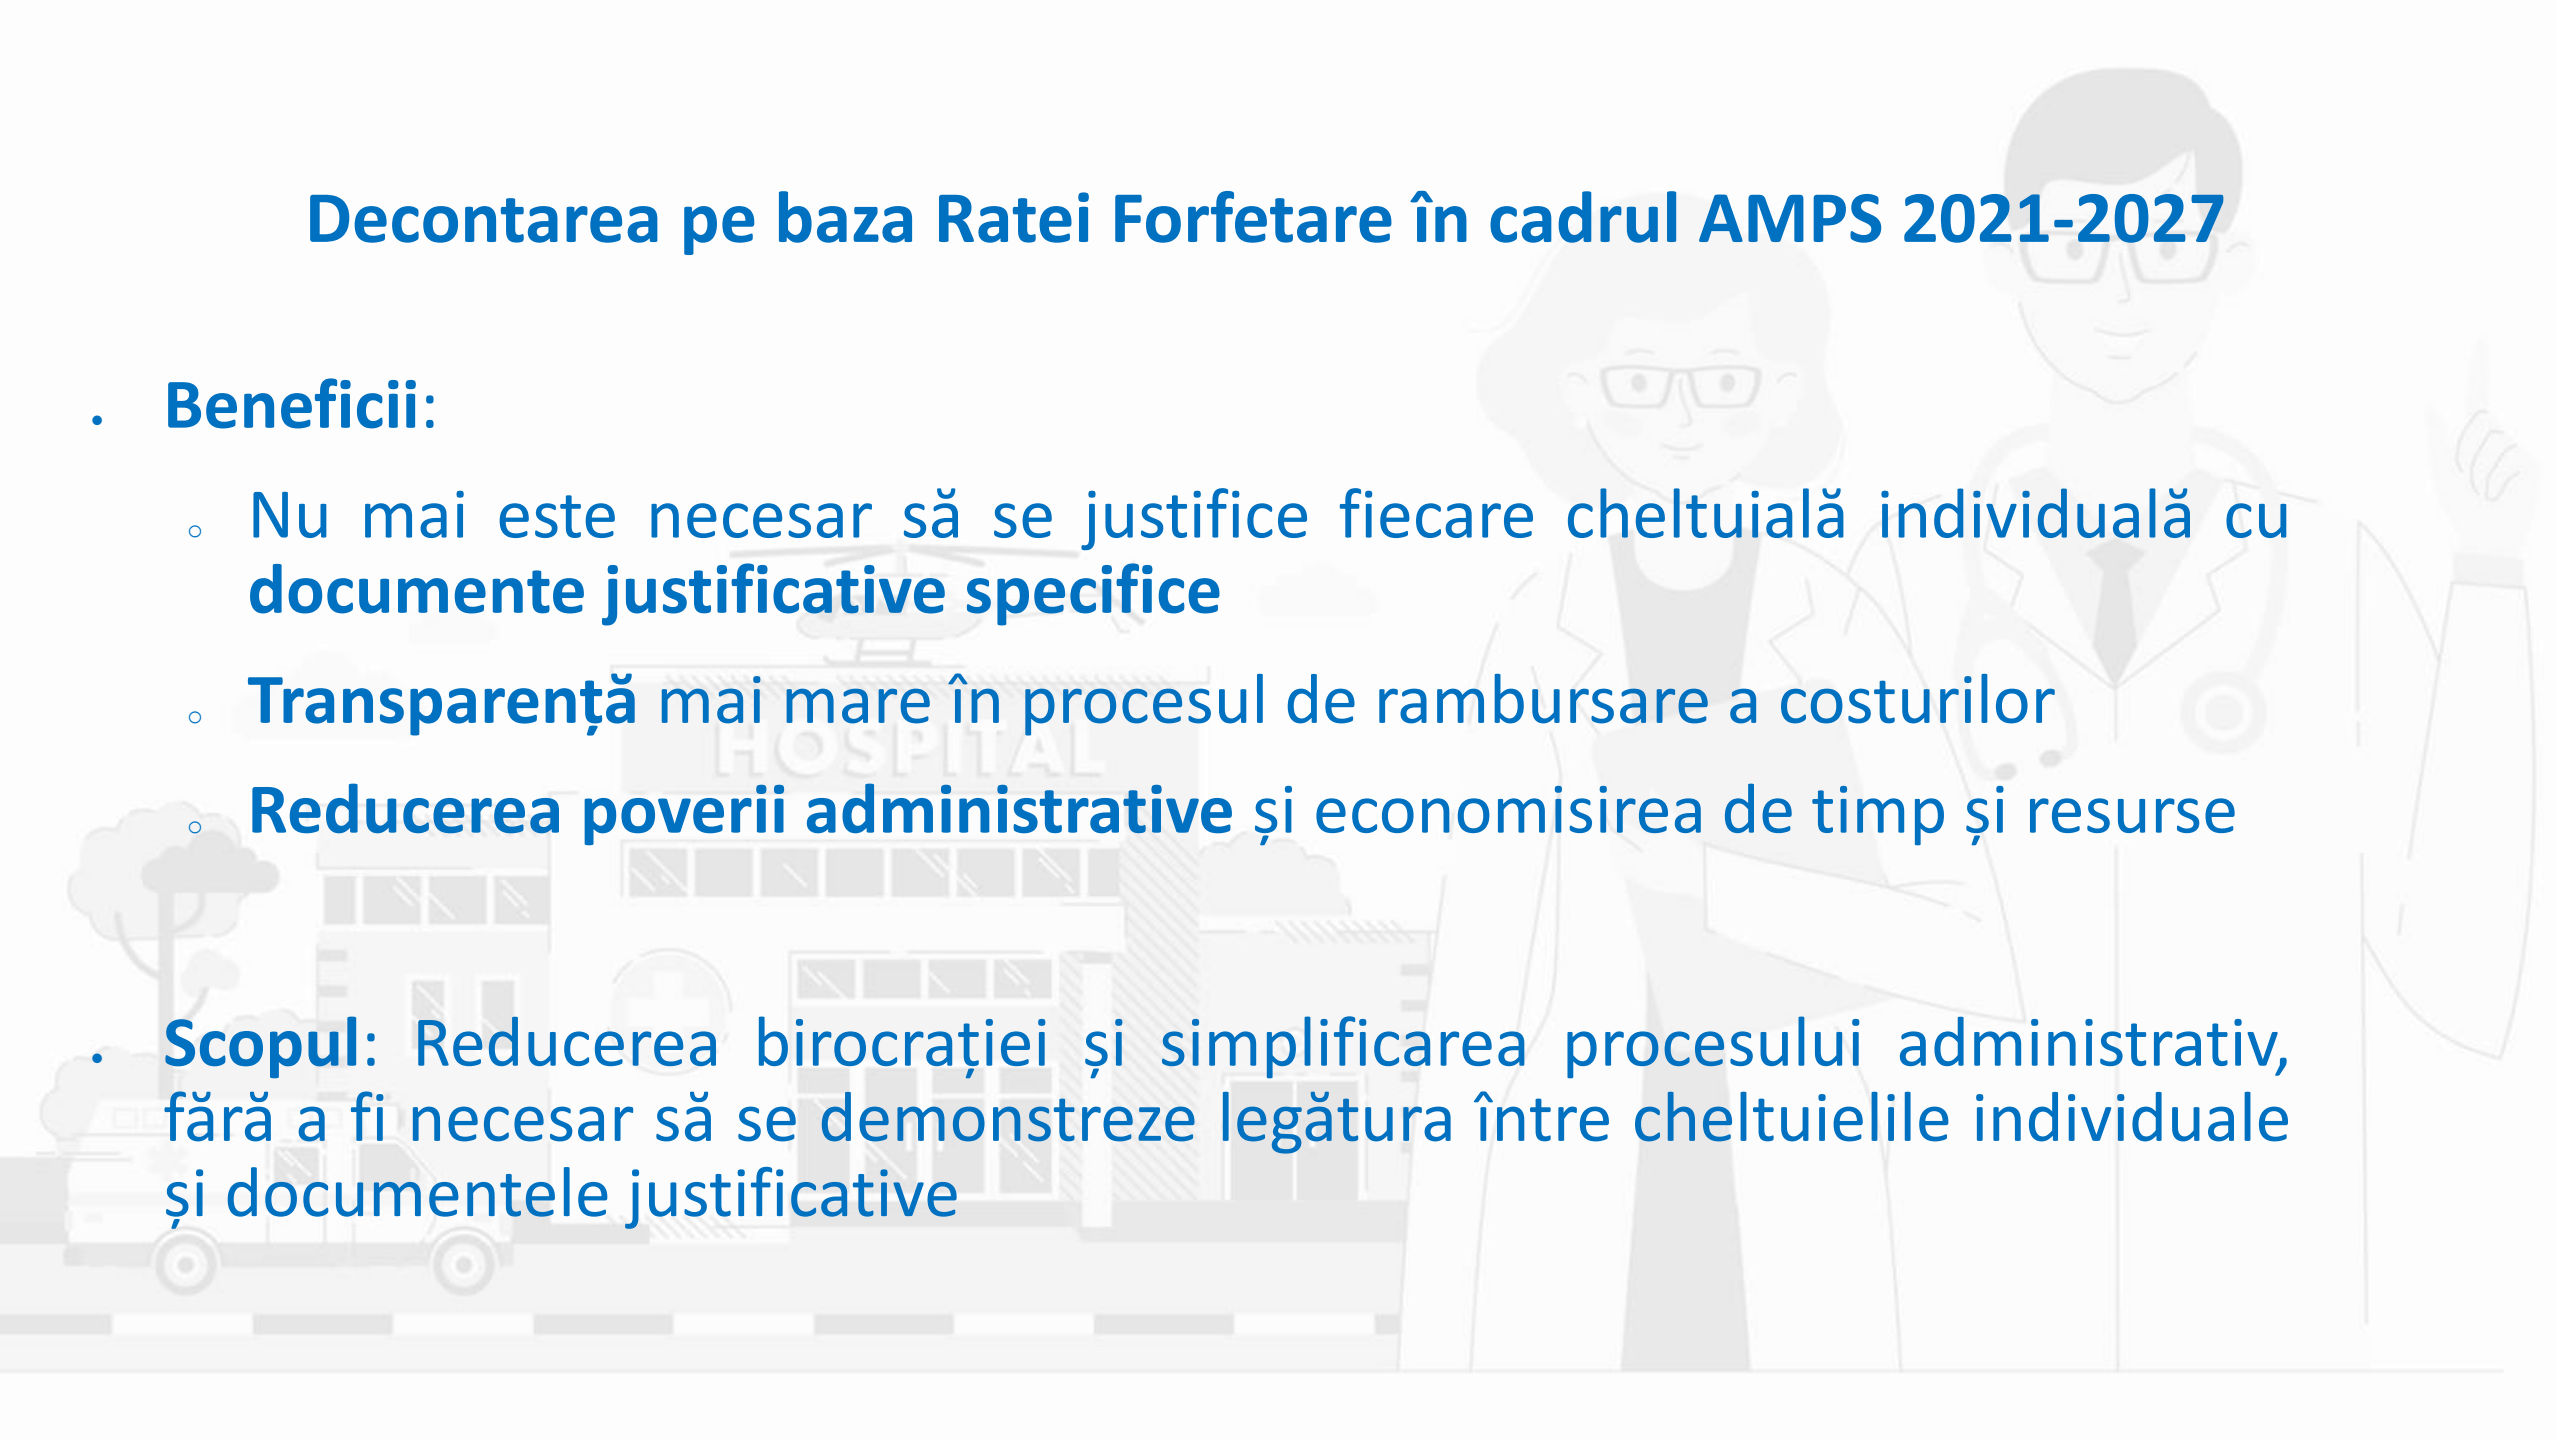 Decontarea pe baza Ratei Forfetare în cadrul AMPS 2021-2027
• Beneficii:
○ Nu mai este necesar să se justifice fiecare cheltuială individuală cu
documente justificative specifice
○ Transparență mai mare în procesul de rambursare a costurilor
HOSPITAL
○ Reducerea poverii administrative și economisirea de timp și resurse
• Scopul: Reducerea birocrației și simplificarea procesului administrativ,
fără a fi necesar să se demonstreze legătura între cheltuielile individuale
și documentele justificative